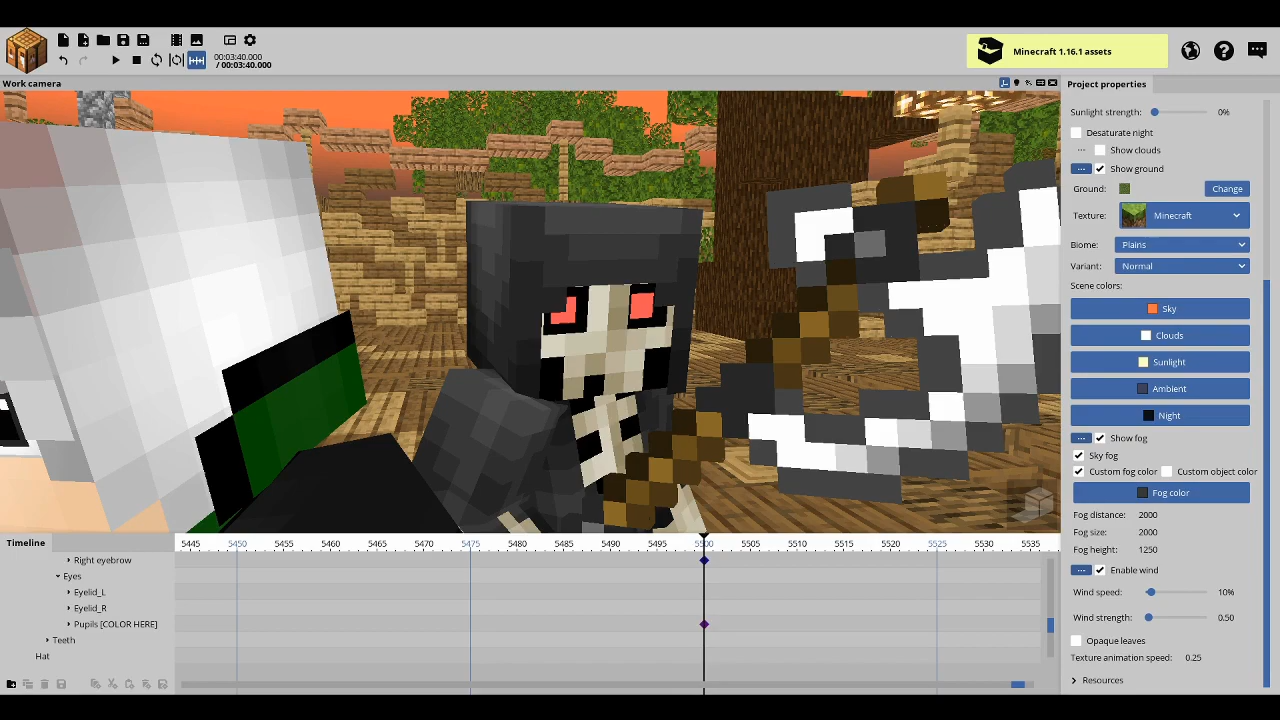 00:03:40.000
/ 00:03:40.000
Minecraft 1.16.1 assets
Work camera
Project properties
Sunlight strength: 0%
Desaturate night
Show clouds
Show ground
Ground: Change
Texture: Minecraft
Biome: Plains
Variant: Normal
Scene colors:
Sky
Clouds
Sunlight
Ambient
Night
Show fog
Sky fog
Custom fog color Custom object color
Fog color
Fog distance: 2000
Fog size: 2000
Fog height: 1250
Enable wind
Wind speed: 10%
Wind strength: 0.50
Opaque leaves
Texture animation speed: 0.25
Resources
Timeline
5445 5450 5455 5460 5465 5470 5475 5480 5485 5490 5495 5500 5505 5510 5515 5520 5525 5530 5535
Right eyebrow
Eyes
Eyelid_L
Eyelid_R
Pupils [COLOR HERE]
Teeth
Hat